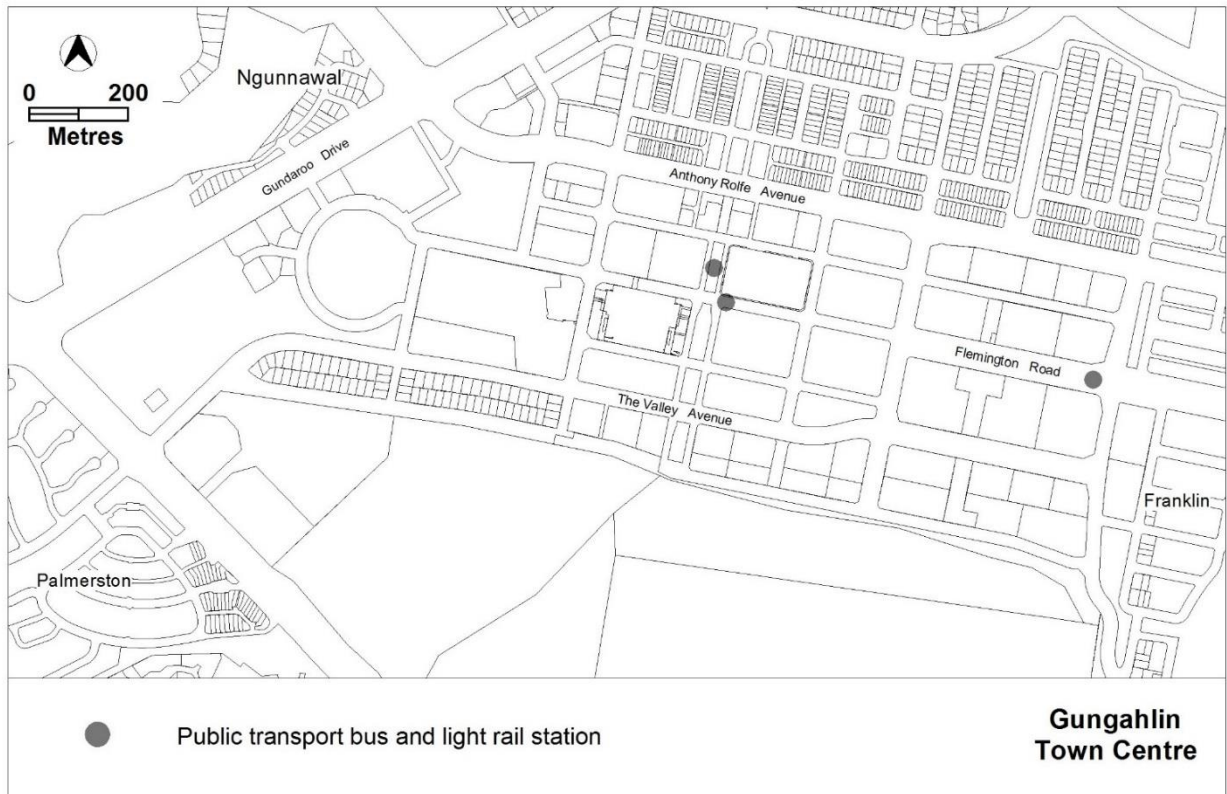 Ngunnawal
0 200
Metres
Gundaroo Drive
Anthony Rolfe Avenue
Flemington Road
The Valley Avenue
Franklin
Palmerston
Public transport bus and light rail station
Gungahlin
Town Centre